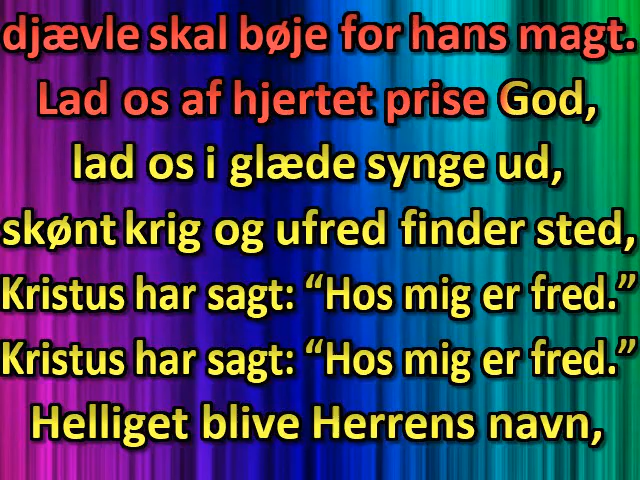 djævle skal bøje for hans magt.
Lad os af hjertet prise God,
lad os i glæde synge ud,
skønt krig og ufred finder sted,
Kristus har sagt: “Hos mig er fred.”
Kristus har sagt: “Hos mig er fred.”
Helliget blive Herrens navn,